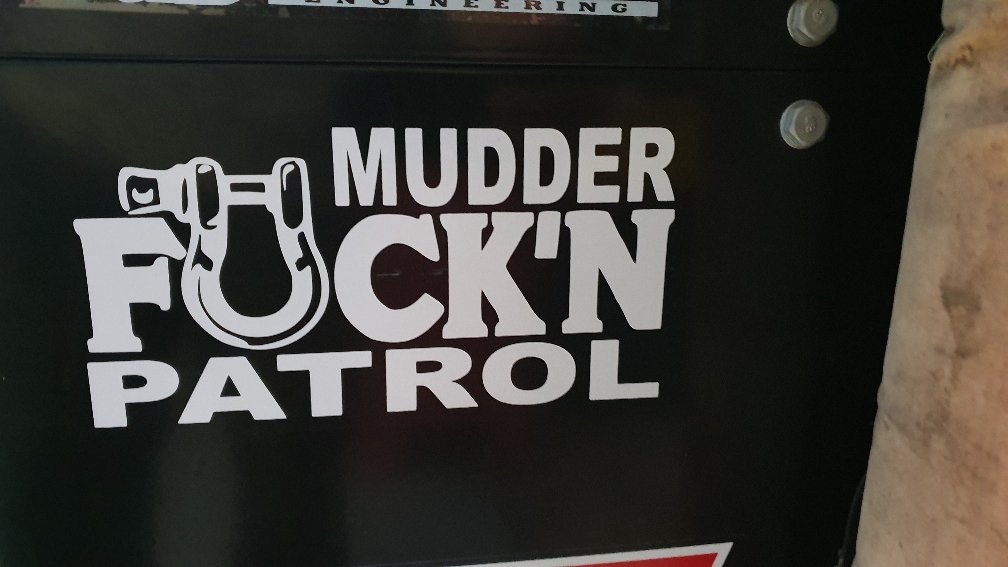 ENGINEERING
MUDDER
FUCK'N
PATROL